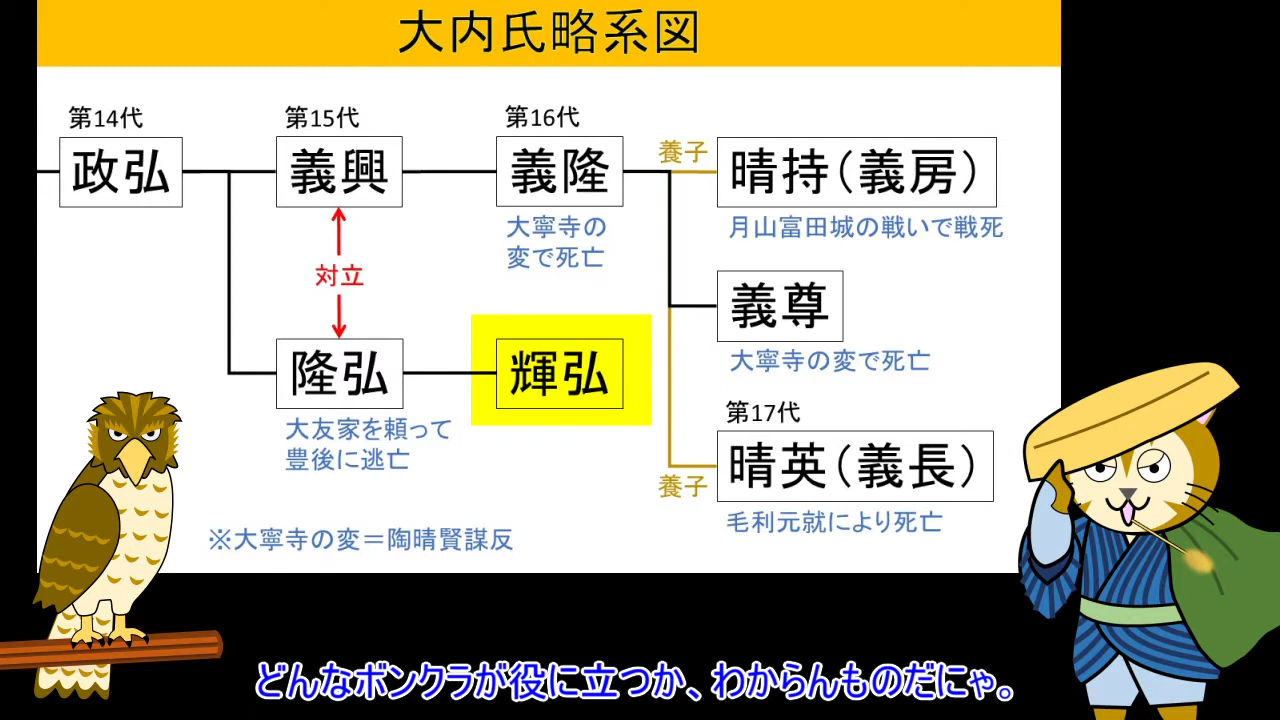 大内氏略系図
第14代
政弘
第15代
義興
第16代
義隆
大寧寺の
変で死亡
養子
晴持(義房)
月山富田城の戦いで戦死
対立
義尊
大寧寺の変で死亡
隆弘
大友家を頼って
豊後に逃亡
輝弘
第17代
晴英(義長)
養子
毛利元就により死亡
※大寧寺の変=陶晴賢謀反
どんなボンクラが役に立つか、わからんものだにゃ。